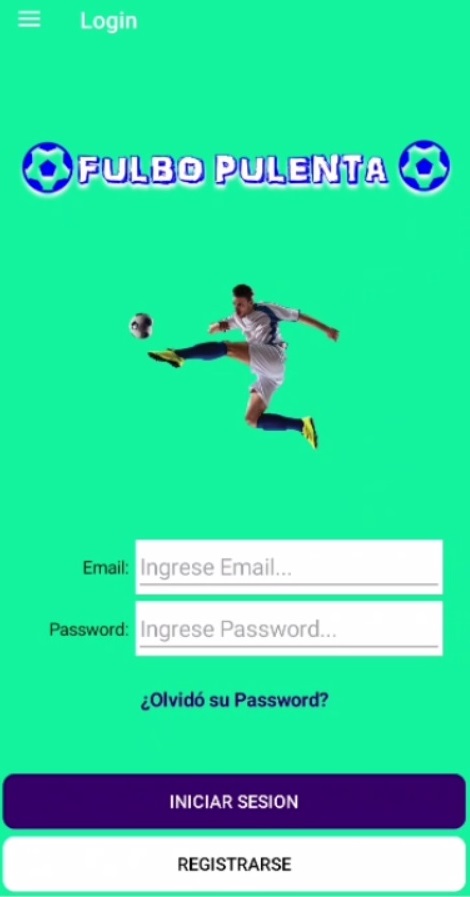 Login
FULBO PULENTA
Email: Ingrese Email...
Password: Ingrese Password...
¿Olvidó su Password?
INICIAR SESION
REGISTRARSE